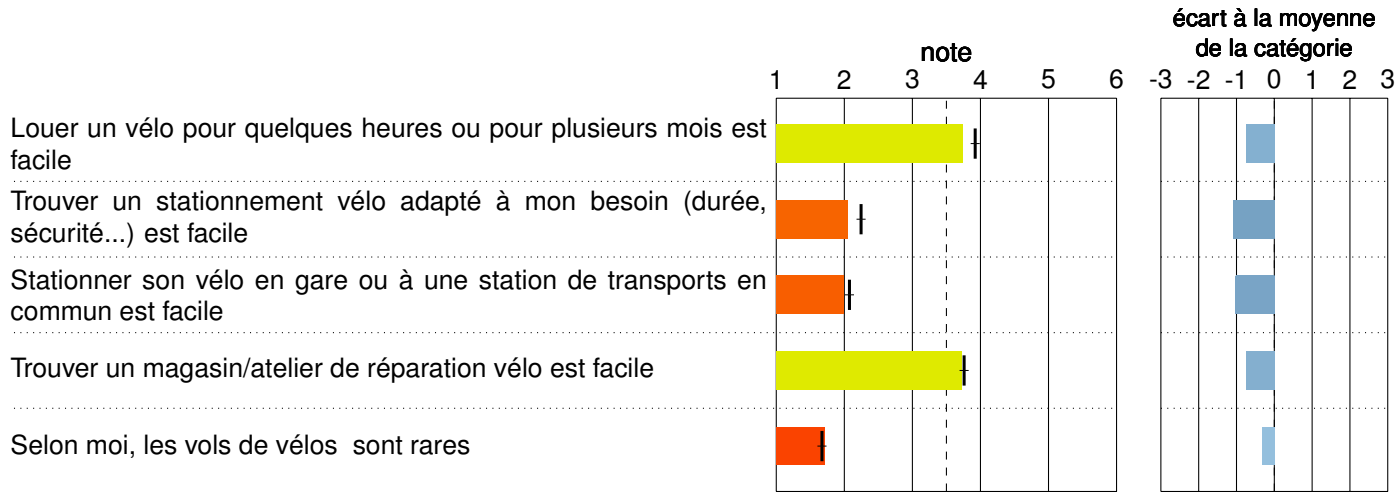 écart à la moyenne
note de la catégorie
1 2 3 4 5 6 -3 -2 -1 0 1 2 3
Louer un vélo pour quelques heures ou pour plusieurs mois est
facile
Trouver un stationnement vélo adapté à mon besoin (durée,
sécurité...) est facile
Stationner son vélo en gare ou à une station de transports en
commun est facile
Trouver un magasin/atelier de réparation vélo est facile
Selon moi, les vols de vélos sont rares